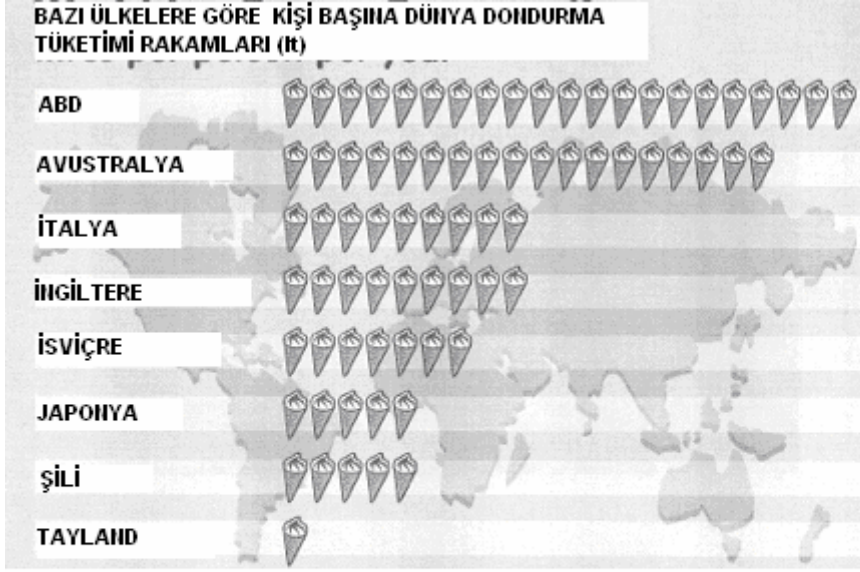 BAZI ÜLKELERE GÖRE KİŞİ BAŞINA DÜNYA DONDURMA
TÜKETİMİ RAKAMLARI (lt)
ABD
AVUSTRALYA
İTALYA
İNGİLTERE
İSVİÇRE
JAPONYA
ŞİLİ
TAYLAND